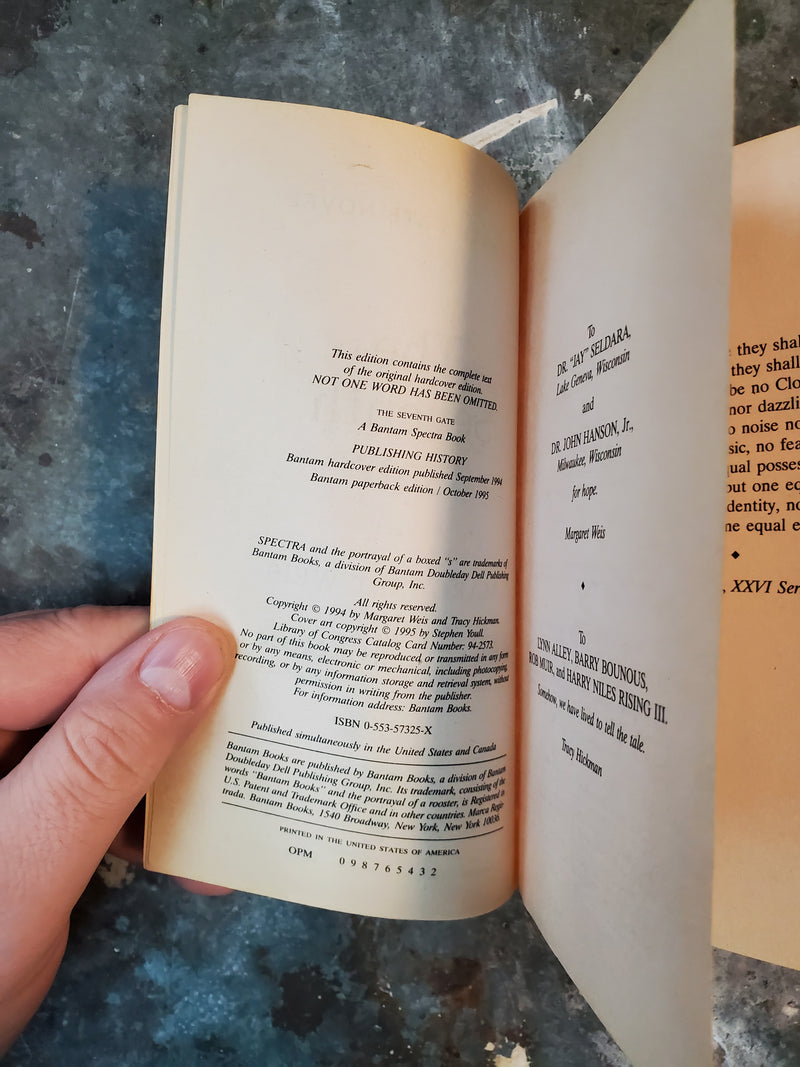 This edition contains the complete text
of the original hardcover edition.
NOT ONE WORD HAS BEEN OMITTED.
THE SEVENTH GATE
A Bantam Spectra Book
PUBLISHING HISTORY
Bantam hardcover edition published September 1994
Bantam paperback edition / October 1995
SPECTRA and the portrayal of a boxed "s" are trademarks of
Bantam Books, a division of Bantam Doubleday Dell Publishing
Group, Inc.
All rights reserved.
Copyright © 1994 by Margaret Weis and Tracy Hickman.
Cover art copyright © 1995 by Stephen Youll.
Library of Congress Catalog Card Number: 94-2573.
No part of this book may be reproduced or transmitted in any form
or by any means, electronic or mechanical, including photocopying,
recording, or by any information storage and retrieval system, without
permission in writing from the publisher.
For information address: Bantam Books.
ISBN 0-553-57325-X
Published simultaneously in the United States and Canada
Bantam Books are published by Bantam Books, a division of Bantam
Doubleday Dell Publishing Group, Inc. Its trademark, consisting of the
words "Bantam Books" and the portrayal of a rooster, is Registered in
U.S. Patent and Trademark Office and in other countries. Marca Regis-
trada. Bantam Books, 1540 Broadway, New York, New York 10036.
PRINTED IN THE UNITED STATES OF AMERICA
OPM 0 9 8 7 6 5 4 3 2
To
DR. "JAY" SELDARA,
Lake Geneva, Wisconsin
and
DR. JOHN HANSON, Jr.,
Milwaukee, Wisconsin
for hope.
Margaret Weis
To
LYNN ALLEY, BARRY BOUNOUS,
ROB MUIR, and HARRY NILES RISING III.
Somehow, we have lived to tell the tale.
Tracy Hickman
they shal
they shall
be no Clo
nor dazzli
noise no
sic, no fea
ual posses
but one eq
dentity, no
ne equal e
, XXVI Ser